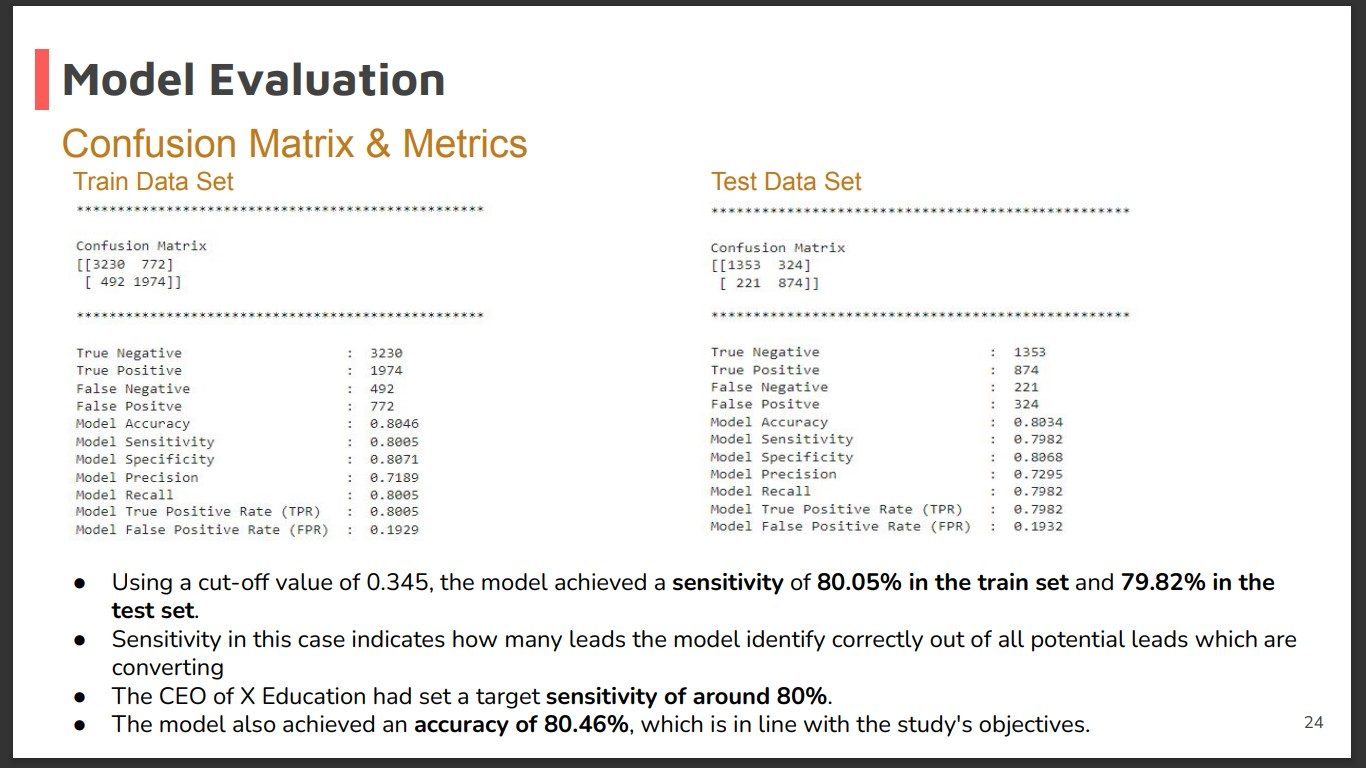 Model Evaluation
Confusion Matrix & Metrics
Train Data Set
**************************************************
Confusion Matrix
[[3230  772]
 [ 492 1974]]
**************************************************
True Negative : 3230
True Positive : 1974
False Negative : 492
False Positve : 772
Model Accuracy : 0.8046
Model Sensitivity : 0.8005
Model Specificity : 0.8071
Model Precision : 0.7189
Model Recall : 0.8005
Model True Positive Rate (TPR) : 0.8005
Model False Positive Rate (FPR) : 0.1929
Test Data Set
**************************************************
Confusion Matrix
[[1353  324]
 [ 221  874]]
**************************************************
True Negative : 1353
True Positive : 874
False Negative : 221
False Positve : 324
Model Accuracy : 0.8034
Model Sensitivity : 0.7982
Model Specificity : 0.8068
Model Precision : 0.7295
Model Recall : 0.7982
Model True Positive Rate (TPR) : 0.7982
Model False Positive Rate (FPR) : 0.1932
● Using a cut-off value of 0.345, the model achieved a sensitivity of 80.05% in the train set and 79.82% in the
test set.
● Sensitivity in this case indicates how many leads the model identify correctly out of all potential leads which are
converting
● The CEO of X Education had set a target sensitivity of around 80%.
● The model also achieved an accuracy of 80.46%, which is in line with the study's objectives.
24